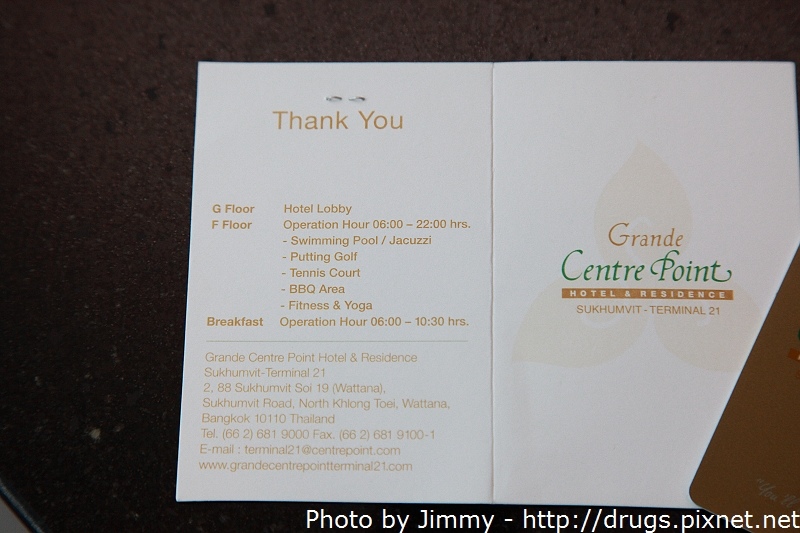 Thank You
G Floor Hotel Lobby
F Floor Operation Hour 06:00 – 22:00 hrs.
- Swimming Pool / Jacuzzi
- Putting Golf
- Tennis Court
- BBQ Area
- Fitness & Yoga
Breakfast Operation Hour 06:00 – 10:30 hrs.
Grande Centre Point Hotel & Residence
Sukhumvit-Terminal 21
2, 88 Sukhumvit Soi 19 (Wattana),
Sukhumvit Road, North Khlong Toei, Wattana,
Bangkok 10110 Thailand
Tel. (66 2) 681 9000 Fax. (66 2) 681 9100-1
E-mail : terminal21@centrepoint.com
www.grandecentrepointterminal21.com
Grande
Centre Point
HOTEL & RESIDENCE
SUKHUMVIT - TERMINAL 21
Photo by Jimmy - http://drugs.pixnet.net